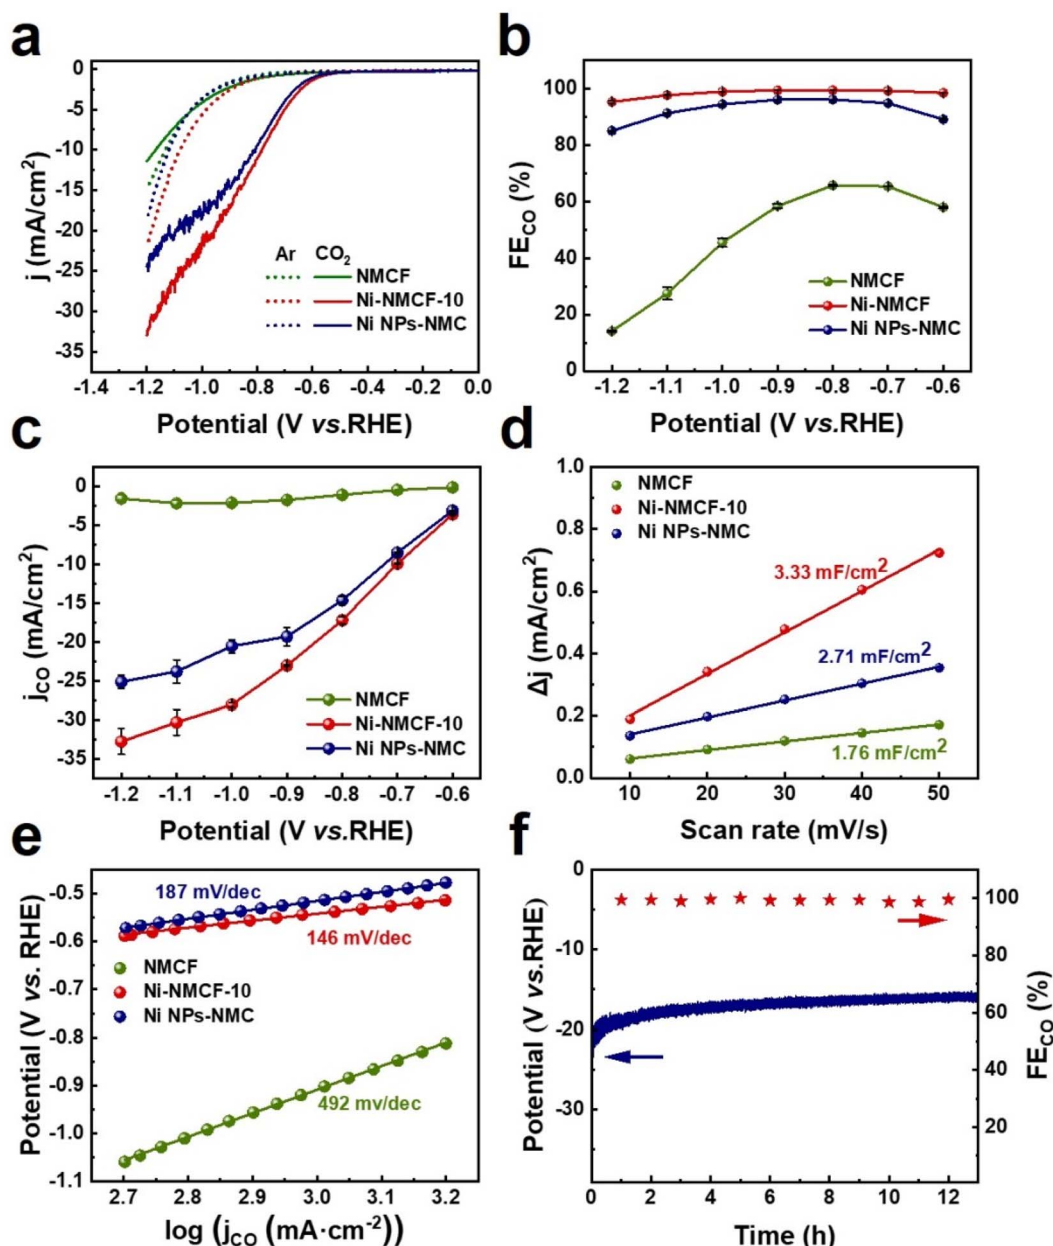 a
0
-5
-10
-15
-20
-25
-30
-35
j (mA/cm2)
Ar CO2
NMCF
Ni-NMCF-10
Ni NPs-NMC
-1.4 -1.2 -1.0 -0.8 -0.6 -0.4 -0.2 0.0
Potential (V vs.RHE)
b
100
80
60
40
20
0
FECO (%)
NMCF
Ni-NMCF
Ni NPs-NMC
-1.2 -1.1 -1.0 -0.9 -0.8 -0.7 -0.6
Potential (V vs.RHE)
c
0
-5
-10
-15
-20
-25
-30
-35
jCO (mA/cm2)
NMCF
Ni-NMCF-10
Ni NPs-NMC
-1.2 -1.1 -1.0 -0.9 -0.8 -0.7 -0.6
Potential (V vs.RHE)
d
1.0
0.8
0.6
0.4
0.2
0.0
Δj (mA/cm2)
NMCF
Ni-NMCF-10
Ni NPs-NMC
3.33 mF/cm2
2.71 mF/cm2
1.76 mF/cm2
10 20 30 40 50
Scan rate (mV/s)
e
-0.5
-0.6
-0.7
-0.8
-0.9
-1.0
-1.1
Potential (V vs. RHE)
187 mV/dec
146 mV/dec
NMCF
Ni-NMCF-10
Ni NPs-NMC
492 mv/dec
2.7 2.8 2.9 3.0 3.1 3.2
log (jCO (mA·cm-2))
f
0
-10
-20
-30
Potential (V vs.RHE)
100
80
60
40
20
FECO (%)
0 2 4 6 8 10 12
Time (h)